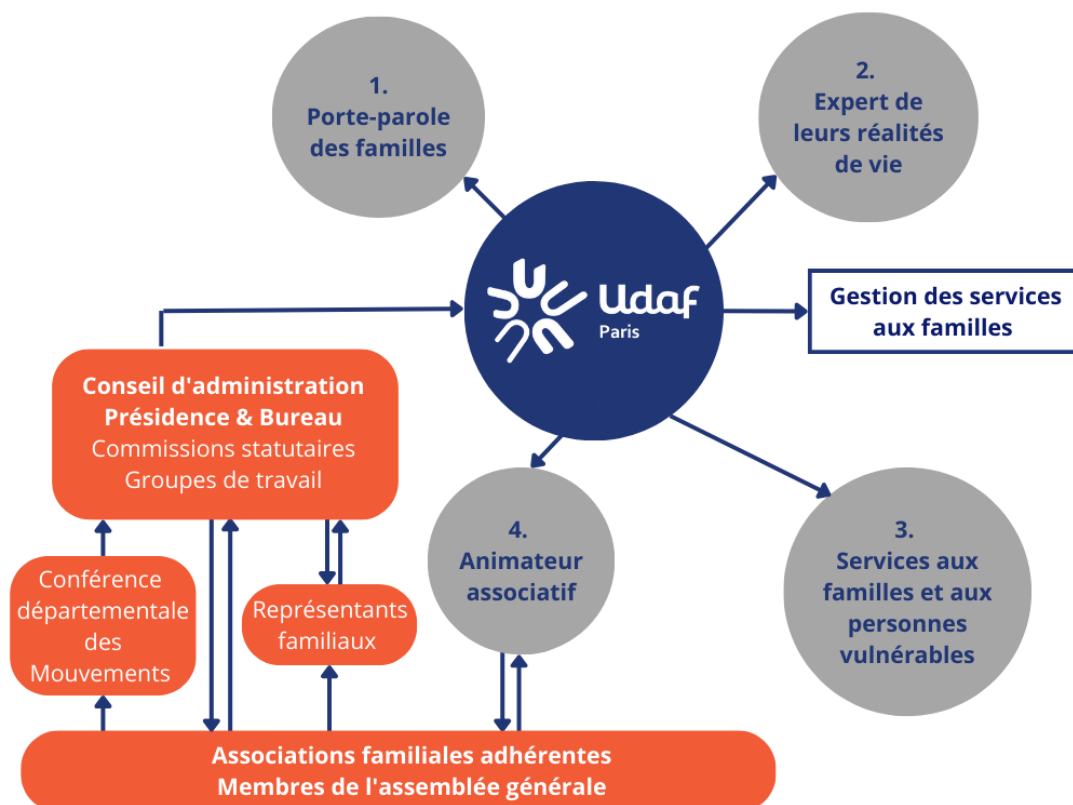 1.
Porte-parole
des familles
2.
Expert de
leurs réalités
de vie
Udaf
Paris
Gestion des services
aux familles
Conseil d'administration
Présidence & Bureau
Commissions statutaires
Groupes de travail
4.
Animateur
associatif
3.
Services aux
familles et aux
personnes
vulnérables
Conférence
départementale
des
Mouvements
Représentants
familiaux
Associations familiales adhérentes
Membres de l'assemblée générale